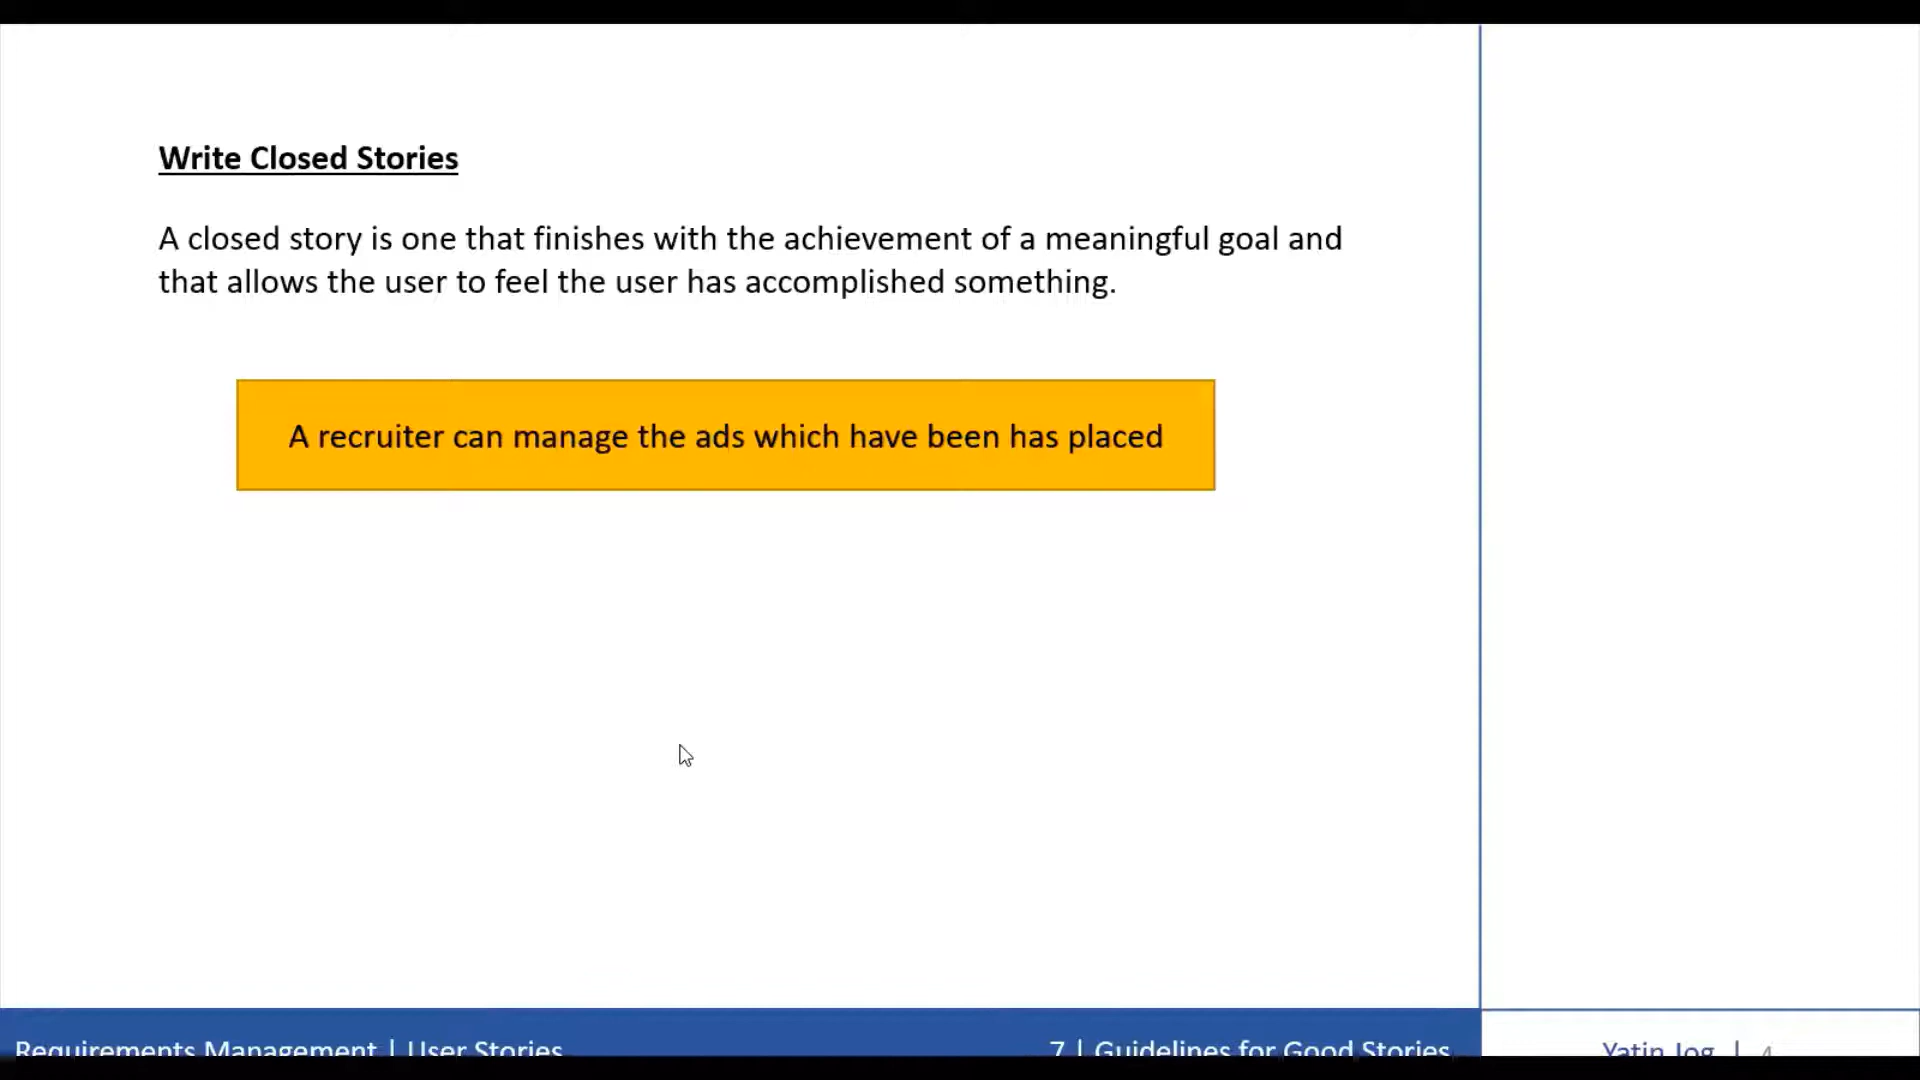 Write Closed Stories
A closed story is one that finishes with the achievement of a meaningful goal and
that allows the user to feel the user has accomplished something.
A recruiter can manage the ads which have been has placed
Requirements Management | User Stories
7 | Guidelines for Good Stories
Yatin Jog | 4